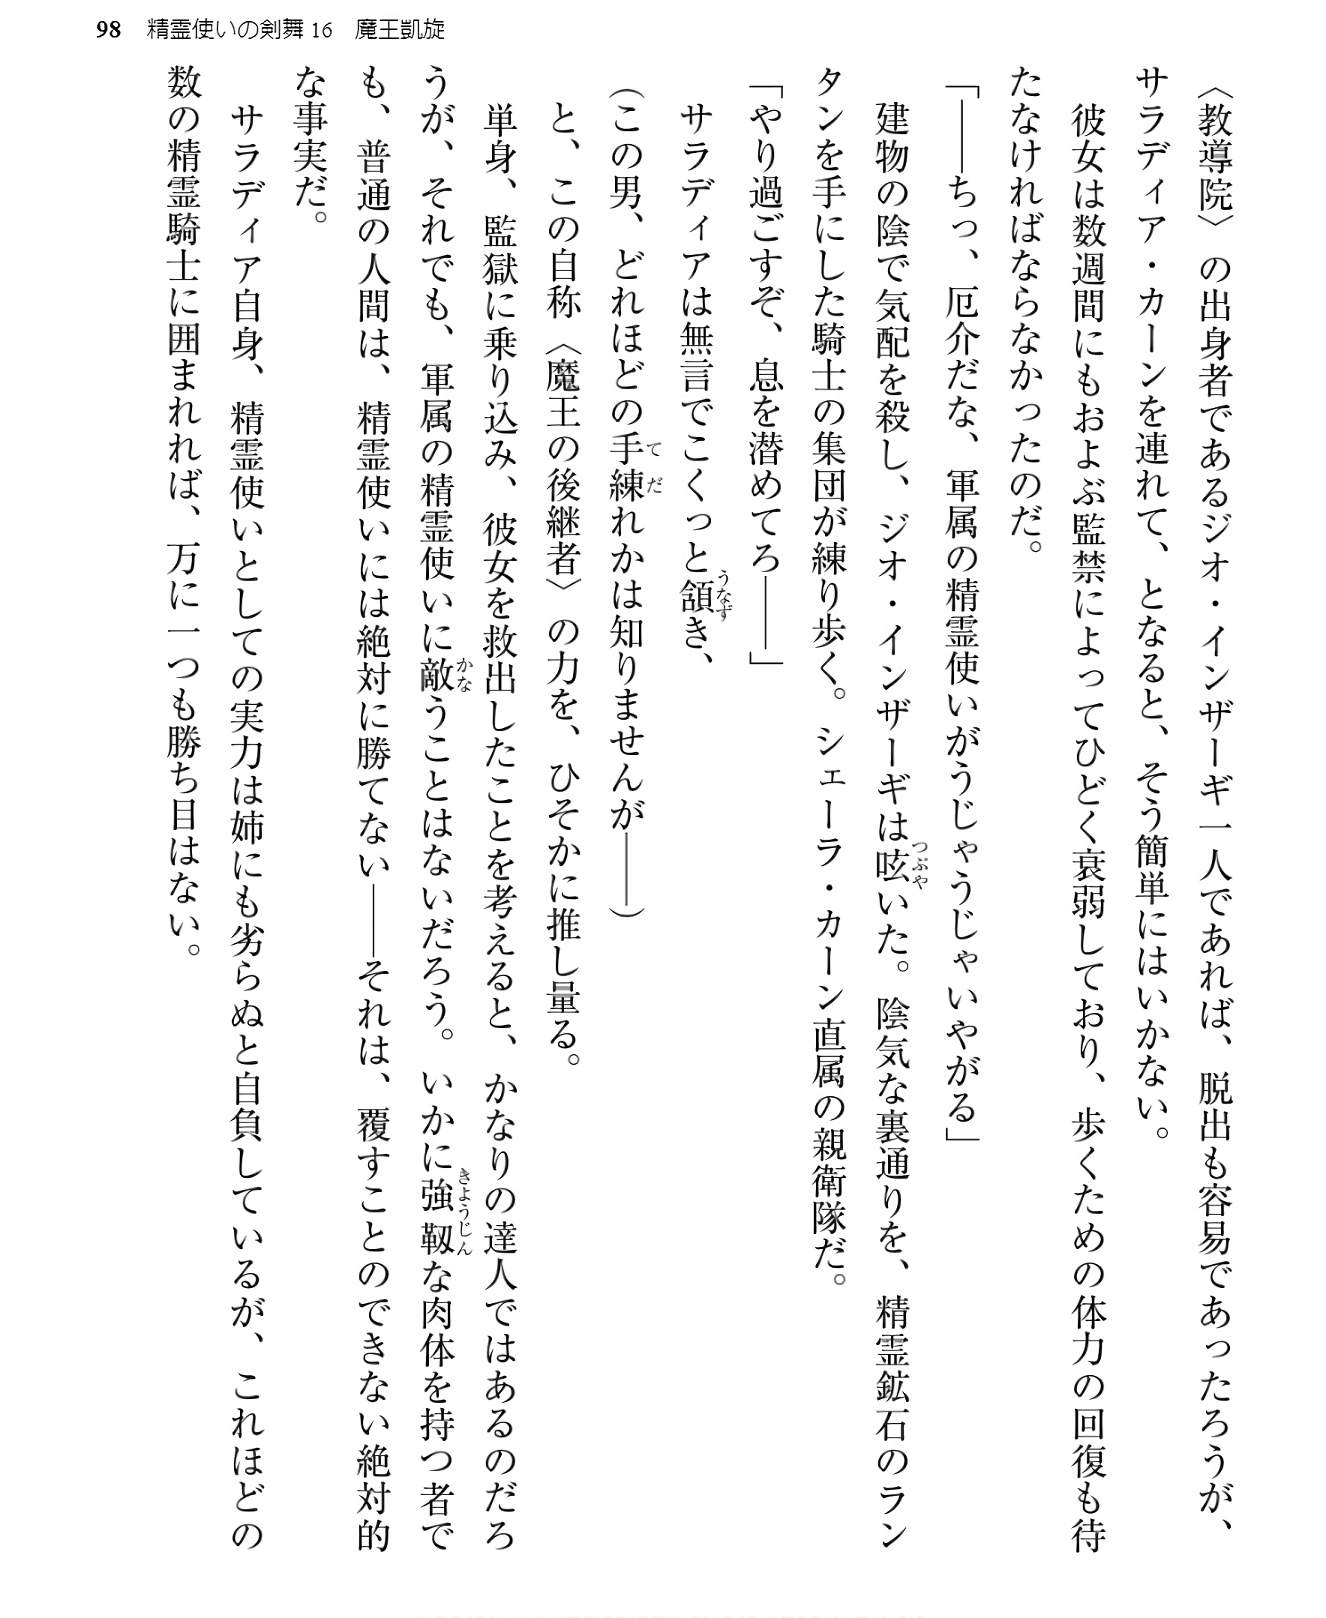 98　精霊使いの剣舞16　魔王凱旋
〈教導院〉の出身者であるジオ・インザーギ一人であれば、脱出も容易であったろうが、
サラディア・カーンを連れて、となると、そう簡単にはいかない。
　彼女は数週間にもおよぶ監禁によってひどく衰弱しており、歩くための体力の回復も待
たなければならなかったのだ。
「――ちっ、厄介だな、軍属の精霊使いがうじゃうじゃいやがる」
　建物の陰で気配を殺し、ジオ・インザーギは呟いた。陰気な裏通りを、精霊鉱石のラン
タンを手にした騎士の集団が練り歩く。シェーラ・カーン直属の親衛隊だ。
「やり過ごすぞ、息を潜めてろ――」
　サラディアは無言でこくっと頷き、
（この男、どれほどの手練れかは知りませんが――）
　と、この自称〈魔王の後継者〉の力を、ひそかに推し量る。
　単身、監獄に乗り込み、彼女を救出したことを考えると、かなりの達人ではあるのだろ
うが、それでも、軍属の精霊使いに敵うことはないだろう。いかに強靱な肉体を持つ者で
も、普通の人間は、精霊使いには絶対に勝てない――それは、覆すことのできない絶対的
な事実だ。
　サラディア自身、精霊使いとしての実力は姉にも劣らぬと自負しているが、これほどの
数の精霊騎士に囲まれれば、万に一つも勝ち目はない。